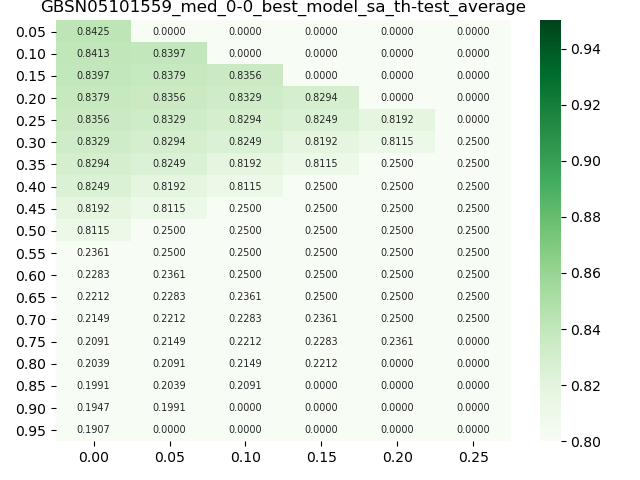 GBSN05101559_med_0-0_best_model_sa_th-test_average
0.05 0.8425 0.0000 0.0000 0.0000 0.0000 0.0000
0.10 0.8413 0.8397 0.0000 0.0000 0.0000 0.0000
0.15 0.8397 0.8379 0.8356 0.0000 0.0000 0.0000
0.20 0.8379 0.8356 0.8329 0.8294 0.0000 0.0000
0.25 0.8356 0.8329 0.8294 0.8249 0.8192 0.0000
0.30 0.8329 0.8294 0.8249 0.8192 0.8115 0.2500
0.35 0.8294 0.8249 0.8192 0.8115 0.2500 0.2500
0.40 0.8249 0.8192 0.8115 0.2500 0.2500 0.2500
0.45 0.8192 0.8115 0.2500 0.2500 0.2500 0.2500
0.50 0.8115 0.2500 0.2500 0.2500 0.2500 0.2500
0.55 0.2361 0.2500 0.2500 0.2500 0.2500 0.2500
0.60 0.2283 0.2361 0.2500 0.2500 0.2500 0.2500
0.65 0.2212 0.2283 0.2361 0.2500 0.2500 0.2500
0.70 0.2149 0.2212 0.2283 0.2361 0.2500 0.2500
0.75 0.2091 0.2149 0.2212 0.2283 0.2361 0.0000
0.80 0.2039 0.2091 0.2149 0.2212 0.0000 0.0000
0.85 0.1991 0.2039 0.2091 0.0000 0.0000 0.0000
0.90 0.1947 0.1991 0.0000 0.0000 0.0000 0.0000
0.95 0.1907 0.0000 0.0000 0.0000 0.0000 0.0000
0.00 0.05 0.10 0.15 0.20 0.25
0.94
0.92
0.90
0.88
0.86
0.84
0.82
0.80